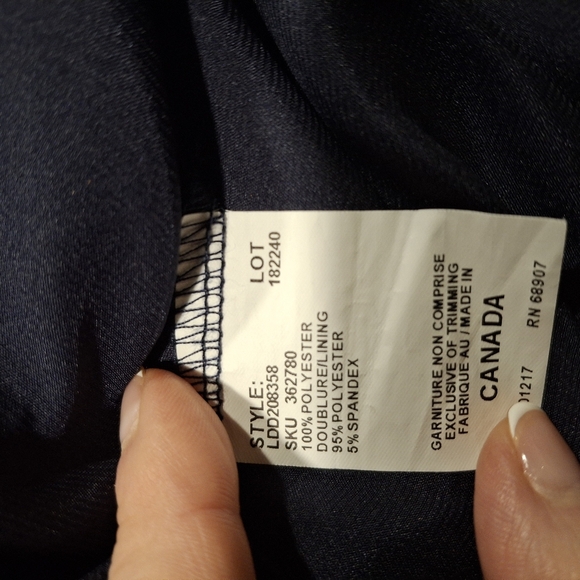 STYLE:
LDD208358
LOT
182240
SKU 362780
100% POLYESTER
DOUBLURE/LINING
95% POLYESTER
5% SPANDEX
GARNITURE NON COMPRISE
EXCLUSIVE OF TRIMMING
FABRIQUE AU / MADE IN
CANADA
RN 68907